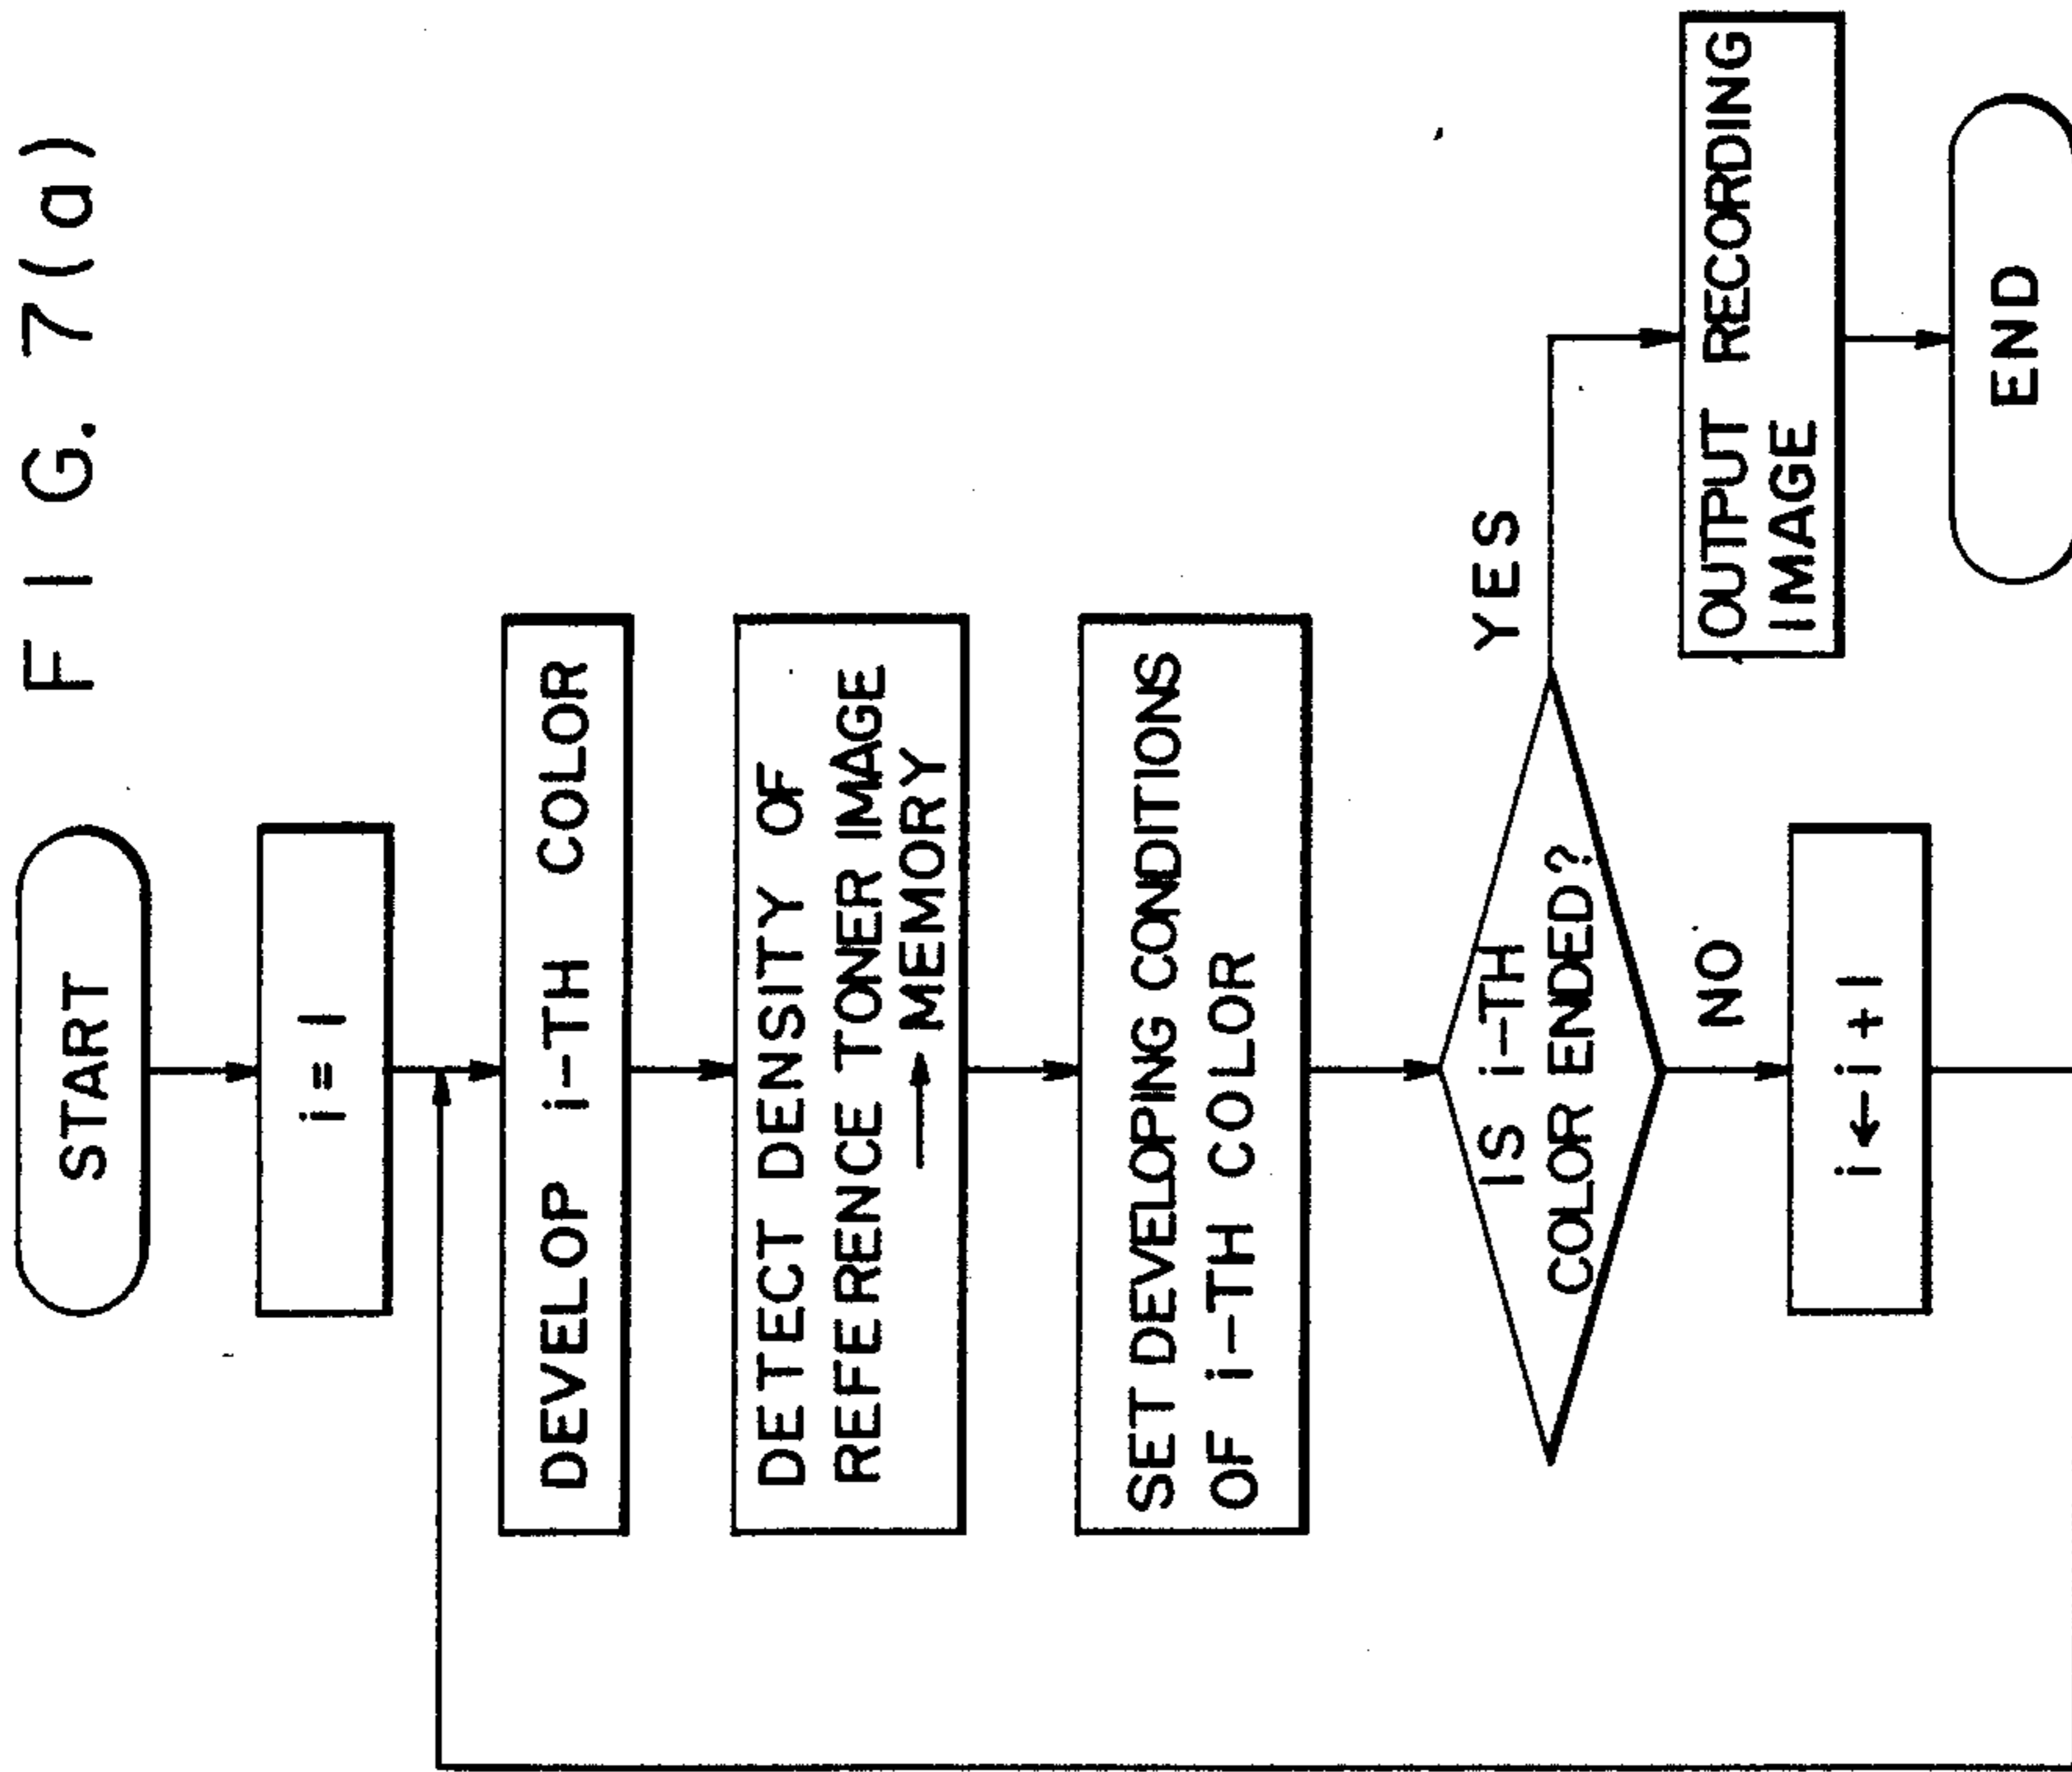 FIG. 7(a)
START
i=1
DEVELOP i-TH COLOR
DETECT DENSITY OF
REFERENCE TONER IMAGE
→ MEMORY
SET DEVELOPING CONDITIONS
OF i-TH COLOR
IS i-TH
COLOR ENDED?
YES
NO
i←i+1
OUTPUT RECORDING
IMAGE
END